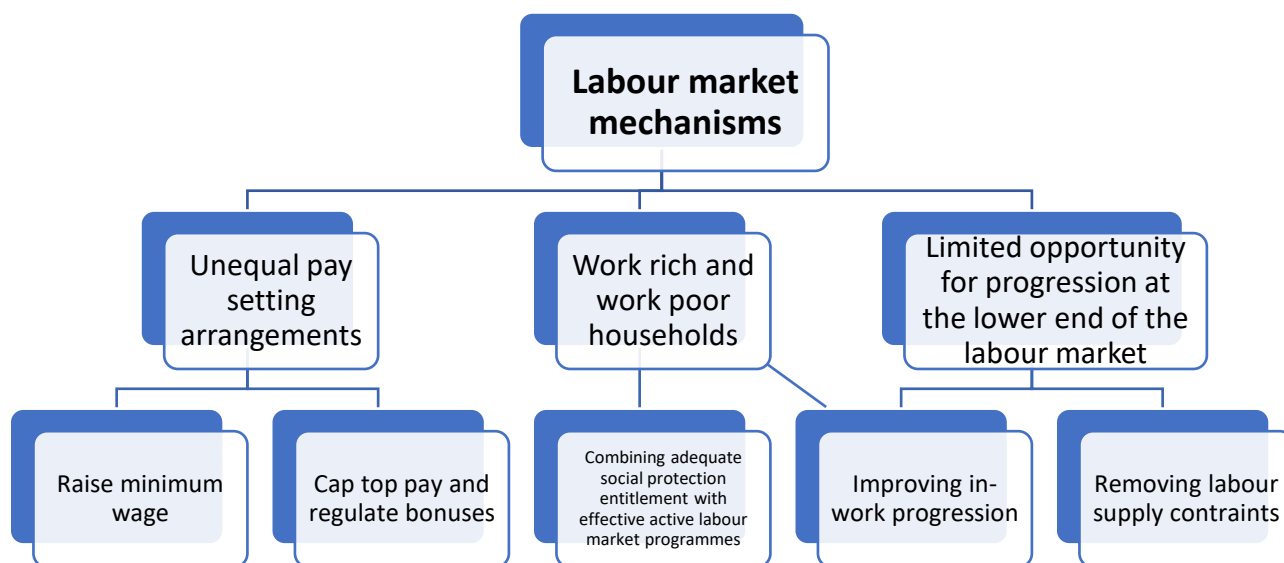 Labour market
mechanisms
Unequal pay
setting
arrangements
Work rich and
work poor
households
Limited opportunity
for progression at
the lower end of the
labour market
Raise minimum
wage
Cap top pay and
regulate bonuses
Combining adequate
social protection
entitlement with
effective active labour
market programmes
Improving in-
work progression
Removing labour
supply contraints